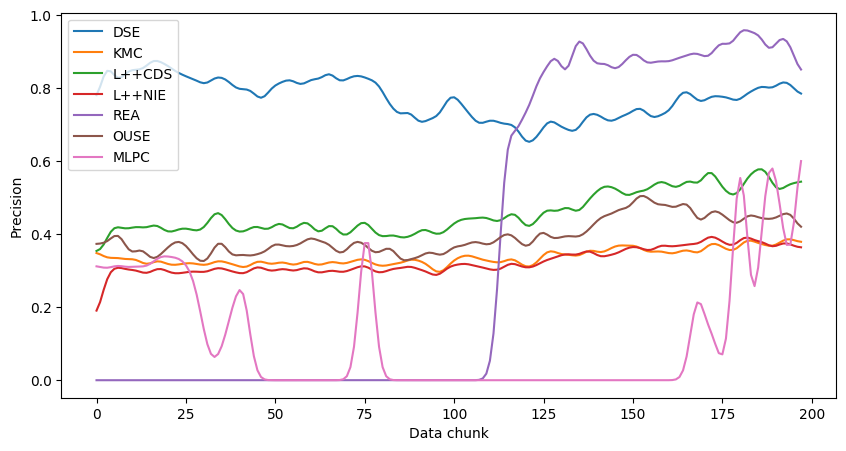 1.0
0.8
0.6
0.4
0.2
0.0
Precision
DSE
KMC
L++CDS
L++NIE
REA
OUSE
MLPC
0 25 50 75 100 125 150 175 200
Data chunk